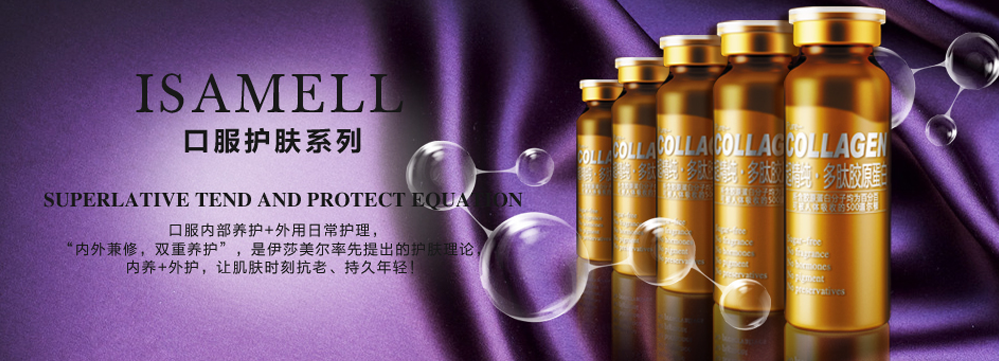 ISAMELL
口服护肤系列
SUPERLATIVE TEND AND PROTECT EQUATION
口服内部养护+外用日常护理,
“内外兼修,双重养护”,是伊莎美尔率先提出的护肤理论,
内养+外护,让肌肤时刻抗老、持久年轻!
COLLAGEN
多肽胶原蛋白
COLLAGEN
COLLAGEN
COLLAGEN